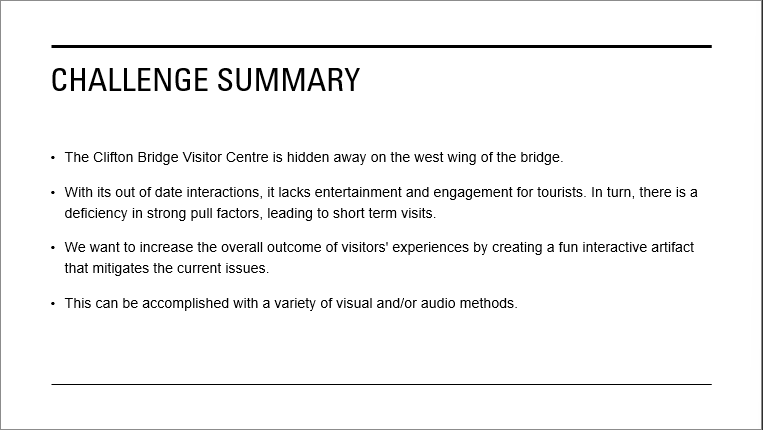 CHALLENGE SUMMARY
• The Clifton Bridge Visitor Centre is hidden away on the west wing of the bridge.
• With its out of date interactions, it lacks entertainment and engagement for tourists. In turn, there is a
deficiency in strong pull factors, leading to short term visits.
• We want to increase the overall outcome of visitors' experiences by creating a fun interactive artifact
that mitigates the current issues.
• This can be accomplished with a variety of visual and/or audio methods.